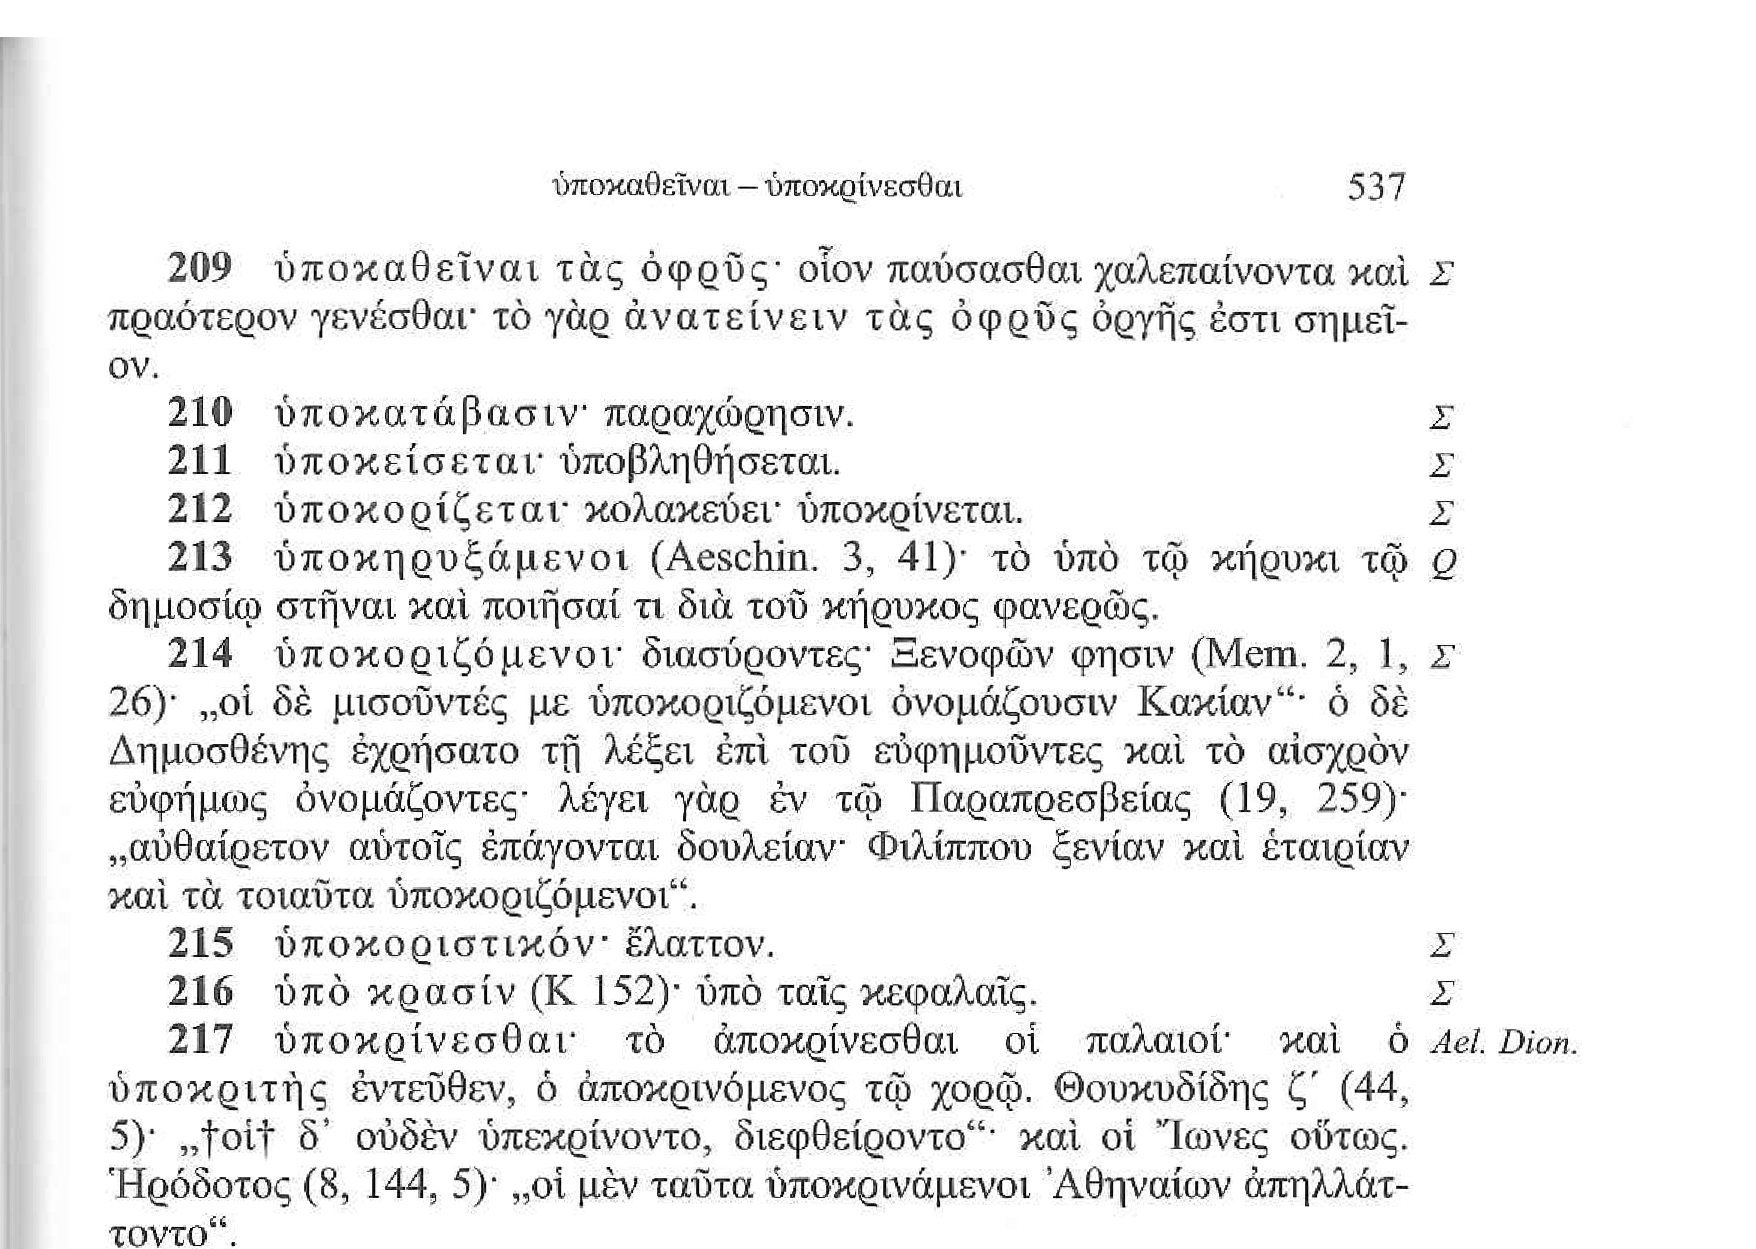 ὑποκαθεῖναι – ὑποκρίνεσθαι 537
209 ὑποκαθεῖναι τὰς ὀφρῦς· οἷον παύσασθαι χαλεπαίνοντα καὶ Σ
πραότερον γενέσθαι· τὸ γὰρ ἀνατείνειν τὰς ὀφρῦς ὀργῆς ἐστι σημεῖ-
ον.
210 ὑποκατάβασιν· παραχώρησιν. Σ
211 ὑποκείσεται· ὑποβληθήσεται. Σ
212 ὑποκορίζεται· κολακεύει· ὑποκρίνεται. Σ
213 ὑποκηρυξάμενοι (Aeschin. 3, 41)· τὸ ὑπὸ τῷ κήρυκι τῷ Q
δημοσίῳ στῆναι καὶ ποιῆσαί τι διὰ τοῦ κήρυκος φανερῶς.
214 ὑποκοριζόμενοι· διασύροντες· Ξενοφῶν φησιν (Mem. 2, 1, Σ
26)· „οἱ δὲ μισοῦντές με ὑποκοριζόμενοι ὀνομάζουσιν Κακίαν“· ὁ δὲ
Δημοσθένης ἐχρήσατο τῇ λέξει ἐπὶ τοῦ εὐφημοῦντες καὶ τὸ αἰσχρὸν
εὐφήμως ὀνομάζοντες· λέγει γὰρ ἐν τῷ Παραπρεσβείας (19, 259)·
„αὐθαίρετον αὑτοῖς ἐπάγονται δουλείαν· Φιλίππου ξενίαν καὶ ἑταιρίαν
καὶ τὰ τοιαῦτα ὑποκοριζόμενοι“.
215 ὑποκοριστικόν· ἔλαττον. Σ
216 ὑπὸ κρασίν (Κ 152)· ὑπὸ ταῖς κεφαλαῖς. Σ
217 ὑποκρίνεσθαι· τὸ ἀποκρίνεσθαι οἱ παλαιοί· καὶ ὁ Ael. Dion.
ὑποκριτὴς ἐντεῦθεν, ὁ ἀποκρινόμενος τῷ χορῷ. Θουκυδίδης ζ′ (44,
5)· „†οἱ† δ’ οὐδὲν ὑπεκρίνοντο, διεφθείροντο“· καὶ οἱ Ἴωνες οὕτως.
Ἡρόδοτος (8, 144, 5)· „οἱ μὲν ταῦτα ὑποκρινάμενοι Ἀθηναίων ἀπηλλάτ-
τοντο“.